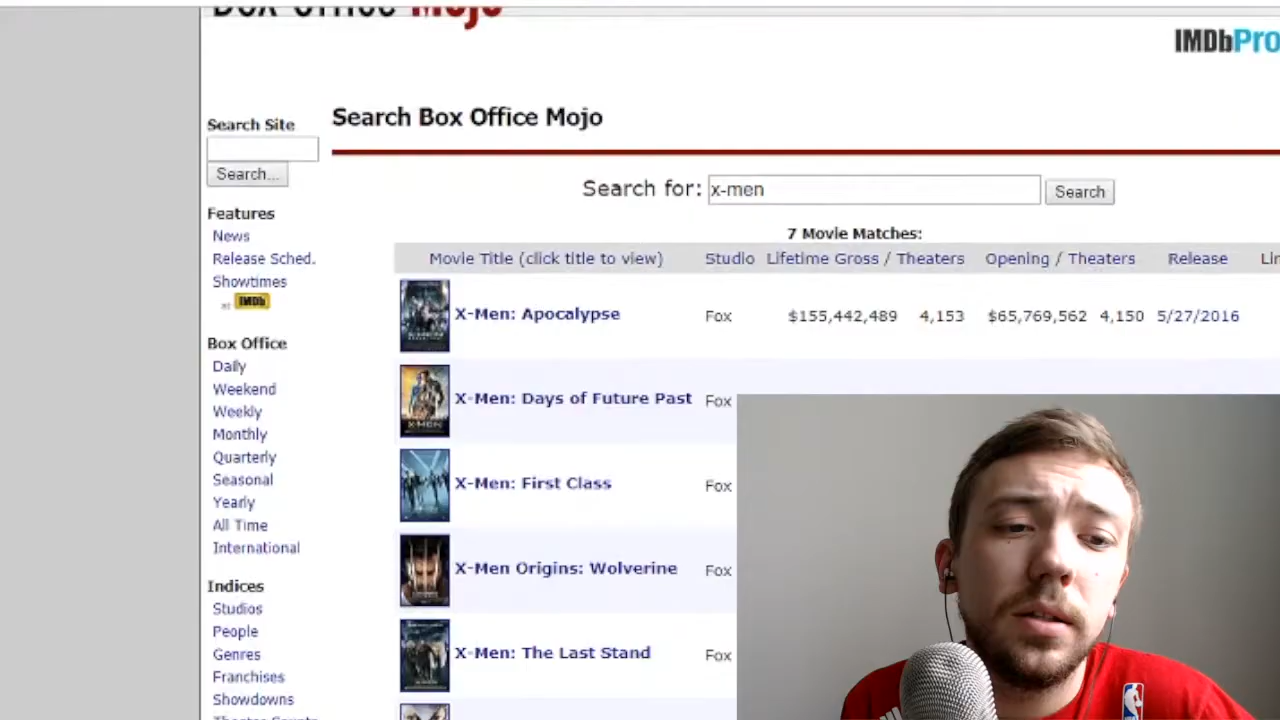 Box Office Mojo
IMDbPro
Search Box Office Mojo
Search Site
Search...
Search for: x-men Search
7 Movie Matches:
Movie Title (click title to view) Studio Lifetime Gross / Theaters Opening / Theaters Release
X-Men: Apocalypse Fox $155,442,489 4,153 $65,769,562 4,150 5/27/2016
X-Men: Days of Future Past Fox
X-Men: First Class Fox
X-Men Origins: Wolverine Fox
X-Men: The Last Stand Fox
Features
News
Release Sched.
Showtimes
at IMDb
Box Office
Daily
Weekend
Weekly
Monthly
Quarterly
Seasonal
Yearly
All Time
International
Indices
Studios
People
Genres
Franchises
Showdowns
NBA